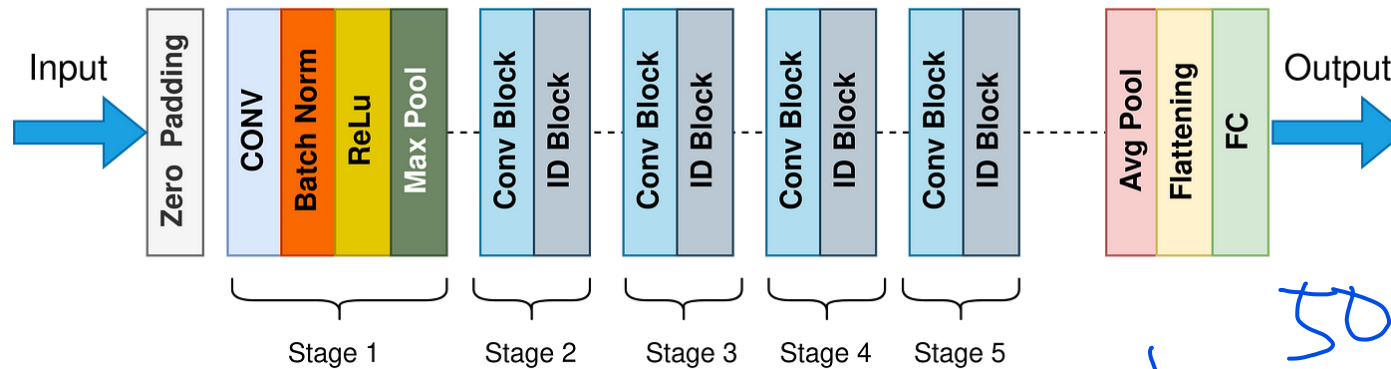 Input
Zero Padding
CONV
Batch Norm
ReLu
Max Pool
Conv Block
ID Block
Conv Block
ID Block
Conv Block
ID Block
Conv Block
ID Block
Avg Pool
Flattening
FC
Output
Stage 1
Stage 2
Stage 3
Stage 4
Stage 5
50